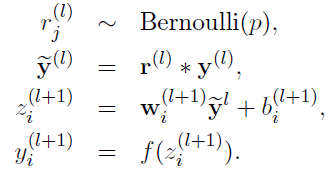 r_j^{(l)} ∼ Bernoulli(p),
ỹ^{(l)} = r^{(l)} * y^{(l)},
z_i^{(l+1)} = w_i^{(l+1)} ỹ^l + b_i^{(l+1)},
y_i^{(l+1)} = f(z_i^{(l+1)}).